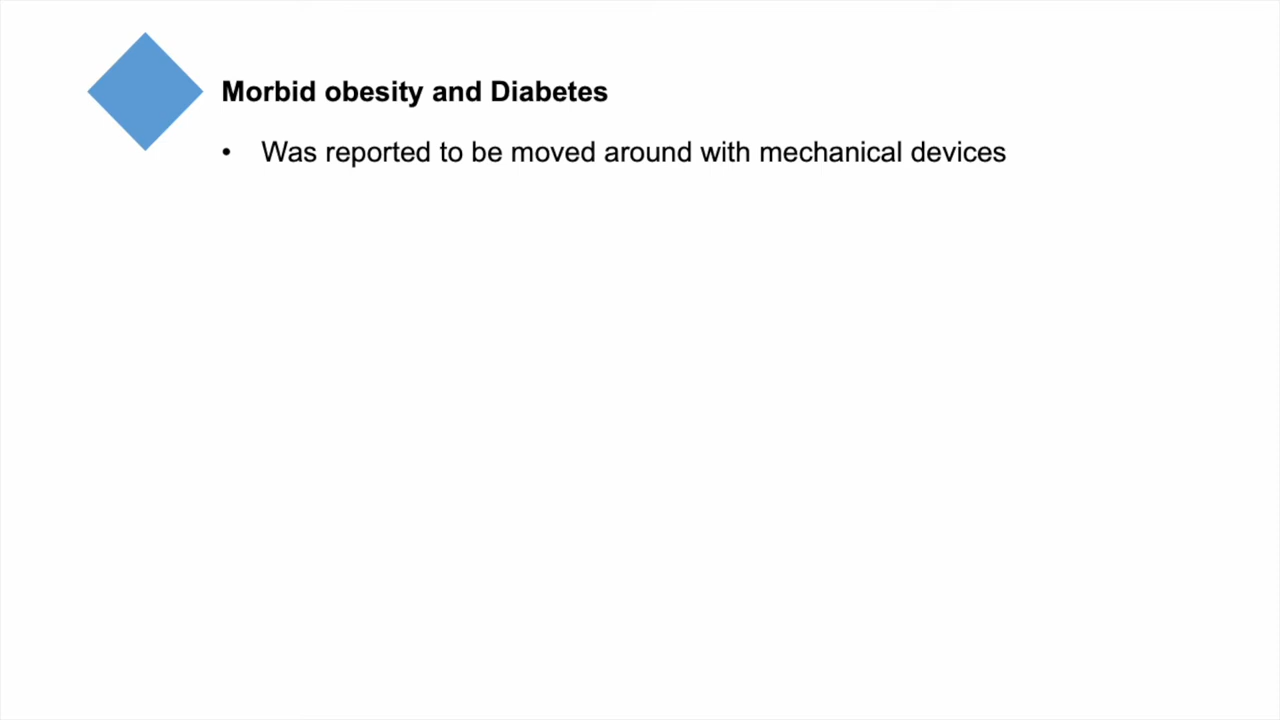 Morbid obesity and Diabetes
• Was reported to be moved around with mechanical devices